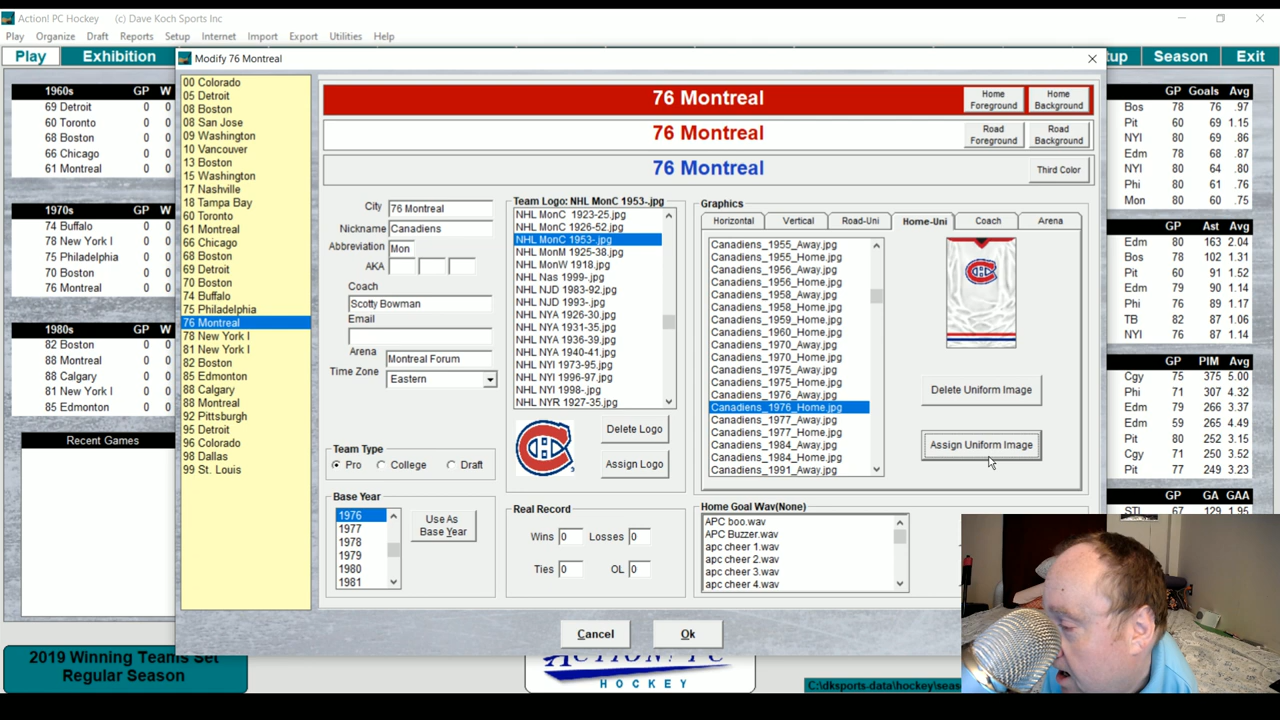 Action! PC Hockey (c) Dave Koch Sports Inc
Play Organize Draft Reports Setup Internet Import Export Utilities Help
Play Exhibition up Season Exit
1960s GP W
69 Detroit 0 0
60 Toronto 0 0
68 Boston 0 0
66 Chicago 0 0
61 Montreal 0 0
1970s GP W
74 Buffalo 0 0
78 New York I 0 0
75 Philadelphia 0 0
70 Boston 0 0
76 Montreal 0 0
1980s GP W
82 Boston 0 0
88 Montreal 0 0
88 Calgary 0 0
81 New York I 0 0
85 Edmonton 0 0
Recent Games
2019 Winning Teams Set
Regular Season
Modify 76 Montreal
00 Colorado
05 Detroit
08 Boston
08 San Jose
09 Washington
10 Vancouver
13 Boston
15 Washington
17 Nashville
18 Tampa Bay
60 Toronto
61 Montreal
66 Chicago
68 Boston
69 Detroit
70 Boston
74 Buffalo
75 Philadelphia
76 Montreal
78 New York I
81 New York I
82 Boston
85 Edmonton
88 Calgary
88 Montreal
92 Pittsburgh
95 Detroit
96 Colorado
98 Dallas
99 St. Louis
76 Montreal
Home Foreground
Home Background
76 Montreal
Road Foreground
Road Background
76 Montreal
Third Color
City 76 Montreal
Nickname Canadiens
Abbreviation Mon
AKA
Coach
Scotty Bowman
Email
Arena Montreal Forum
Time Zone Eastern
Team Type
Pro College Draft
Base Year
1976
1977
1978
1979
1980
1981
Use As
Base Year
Team Logo: NHL MonC 1953-.jpg
NHL MonC 1923-25.jpg
NHL MonC 1926-52.jpg
NHL MonC 1953-.jpg
NHL MonM 1925-38.jpg
NHL MonW 1918.jpg
NHL Nas 1999-.jpg
NHL NJD 1983-92.jpg
NHL NJD 1993-.jpg
NHL NYA 1926-30.jpg
NHL NYA 1931-35.jpg
NHL NYA 1936-39.jpg
NHL NYA 1940-41.jpg
NHL NYI 1973-95.jpg
NHL NYI 1996-97.jpg
NHL NYI 1998-.jpg
NHL NYR 1927-35.jpg
Delete Logo
Assign Logo
Real Record
Wins 0 Losses 0
Ties 0 OL 0
Graphics
Horizontal Vertical Road-Uni Home-Uni Coach Arena
Canadiens_1955_Away.jpg
Canadiens_1955_Home.jpg
Canadiens_1956_Away.jpg
Canadiens_1956_Home.jpg
Canadiens_1958_Away.jpg
Canadiens_1958_Home.jpg
Canadiens_1959_Home.jpg
Canadiens_1960_Home.jpg
Canadiens_1970_Away.jpg
Canadiens_1970_Home.jpg
Canadiens_1975_Away.jpg
Canadiens_1975_Home.jpg
Canadiens_1976_Away.jpg
Canadiens_1976_Home.jpg
Canadiens_1977_Away.jpg
Canadiens_1977_Home.jpg
Canadiens_1984_Away.jpg
Canadiens_1984_Home.jpg
Canadiens_1991_Away.jpg
Delete Uniform Image
Assign Uniform Image
Home Goal Wav(None)
APC boo.wav
APC Buzzer.wav
apc cheer 1.wav
apc cheer 2.wav
apc cheer 3.wav
apc cheer 4.wav
Cancel Ok
ACTION! PC
HOCKEY
C:\dksports-data\hockey\seas
GP Goals Avg
Bos 78 76 .97
Pit 60 69 1.15
NYI 80 69 .86
Edm 78 68 .87
NYI 80 64 .80
Phi 80 61 .76
Mon 80 60 .75
GP Ast Avg
Edm 80 163 2.04
Bos 78 102 1.31
Pit 60 91 1.52
Edm 79 90 1.14
Phi 76 89 1.17
TB 82 87 1.06
NYI 76 87 1.14
GP PIM Avg
Cgy 75 375 5.00
Phi 71 307 4.32
Edm 79 266 3.37
Edm 59 265 4.49
Pit 80 252 3.15
Cgy 71 250 3.52
Pit 77 249 3.23
GP GA GAA
STL 67 129 1.95